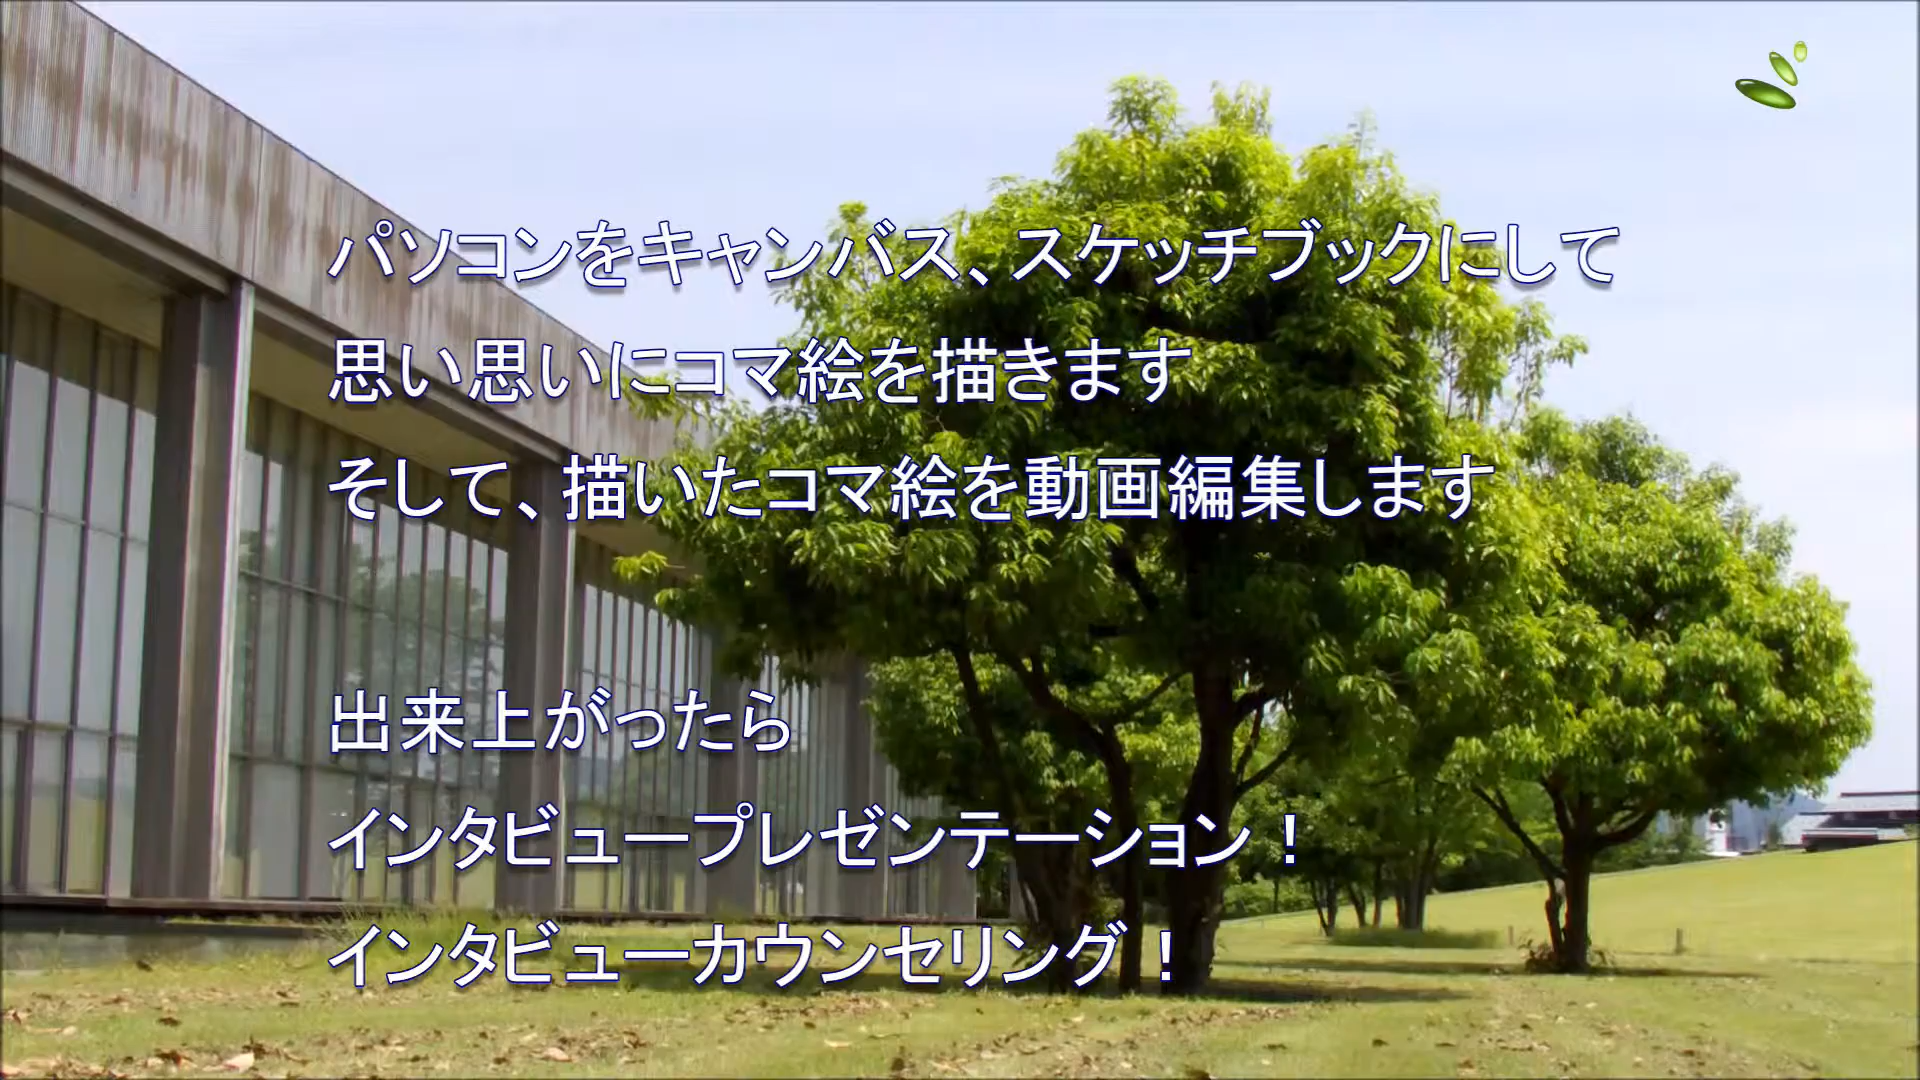 パソコンをキャンバス、スケッチブックにして
思い思いにコマ絵を描きます
そして、描いたコマ絵を動画編集します
出来上がったら
インタビュープレゼンテーション！
インタビューカウンセリング！